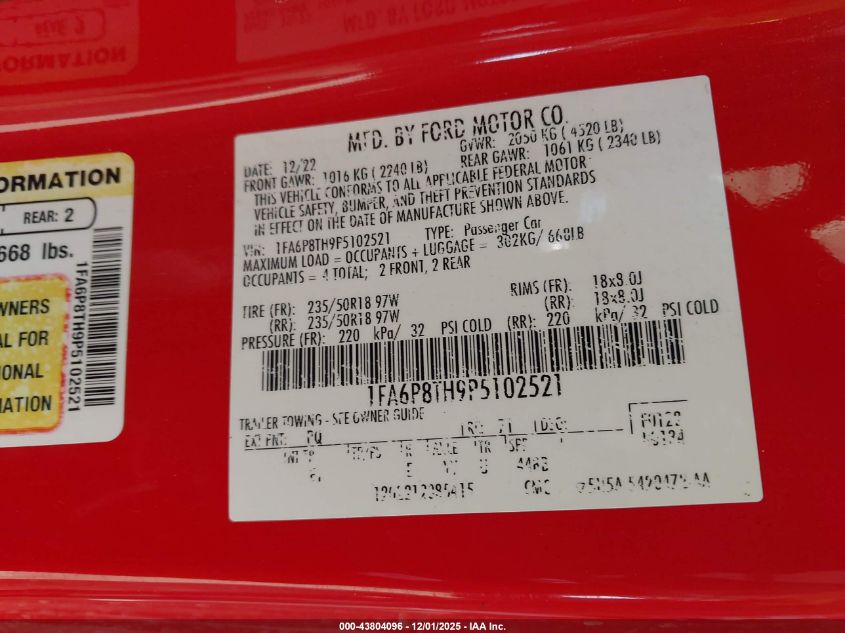 ORMATION
REAR: 2
668 lbs.
OWNERS
AL FOR
IONAL
MATION
1FA6P8TH9P5102521
MFD. BY FORD MOTOR CO.
DATE: 12/22 GVWR: 2050 KG ( 4520 LB)
FRONT GAWR: 1016 KG ( 2240 LB) REAR GAWR: 1061 KG ( 2340 LB)
THIS VEHICLE CONFORMS TO ALL APPLICABLE FEDERAL MOTOR
VEHICLE SAFETY, BUMPER, AND THEFT PREVENTION STANDARDS
IN EFFECT ON THE DATE OF MANUFACTURE SHOWN ABOVE.
VIN: 1FA6P8TH9P5102521 TYPE: Passenger Car
MAXIMUM LOAD = OCCUPANTS + LUGGAGE = 302KG/ 668LB
OCCUPANTS = 4 TOTAL; 2 FRONT, 2 REAR
TIRE (FR): 235/50R18 97W RIMS (FR): 18x8.0J
(RR): 235/50R18 97W (RR): 18x8.0J
PRESSURE (FR): 220 kPa/ 32 PSI COLD (RR): 220 kPa/ 32 PSI COLD
1FA6P8TH9P5102521
TRAILER TOWING - SEE OWNER GUIDE
EXT PNT: PQ
000-43804096 - 12/01/2025 - IAA Inc.